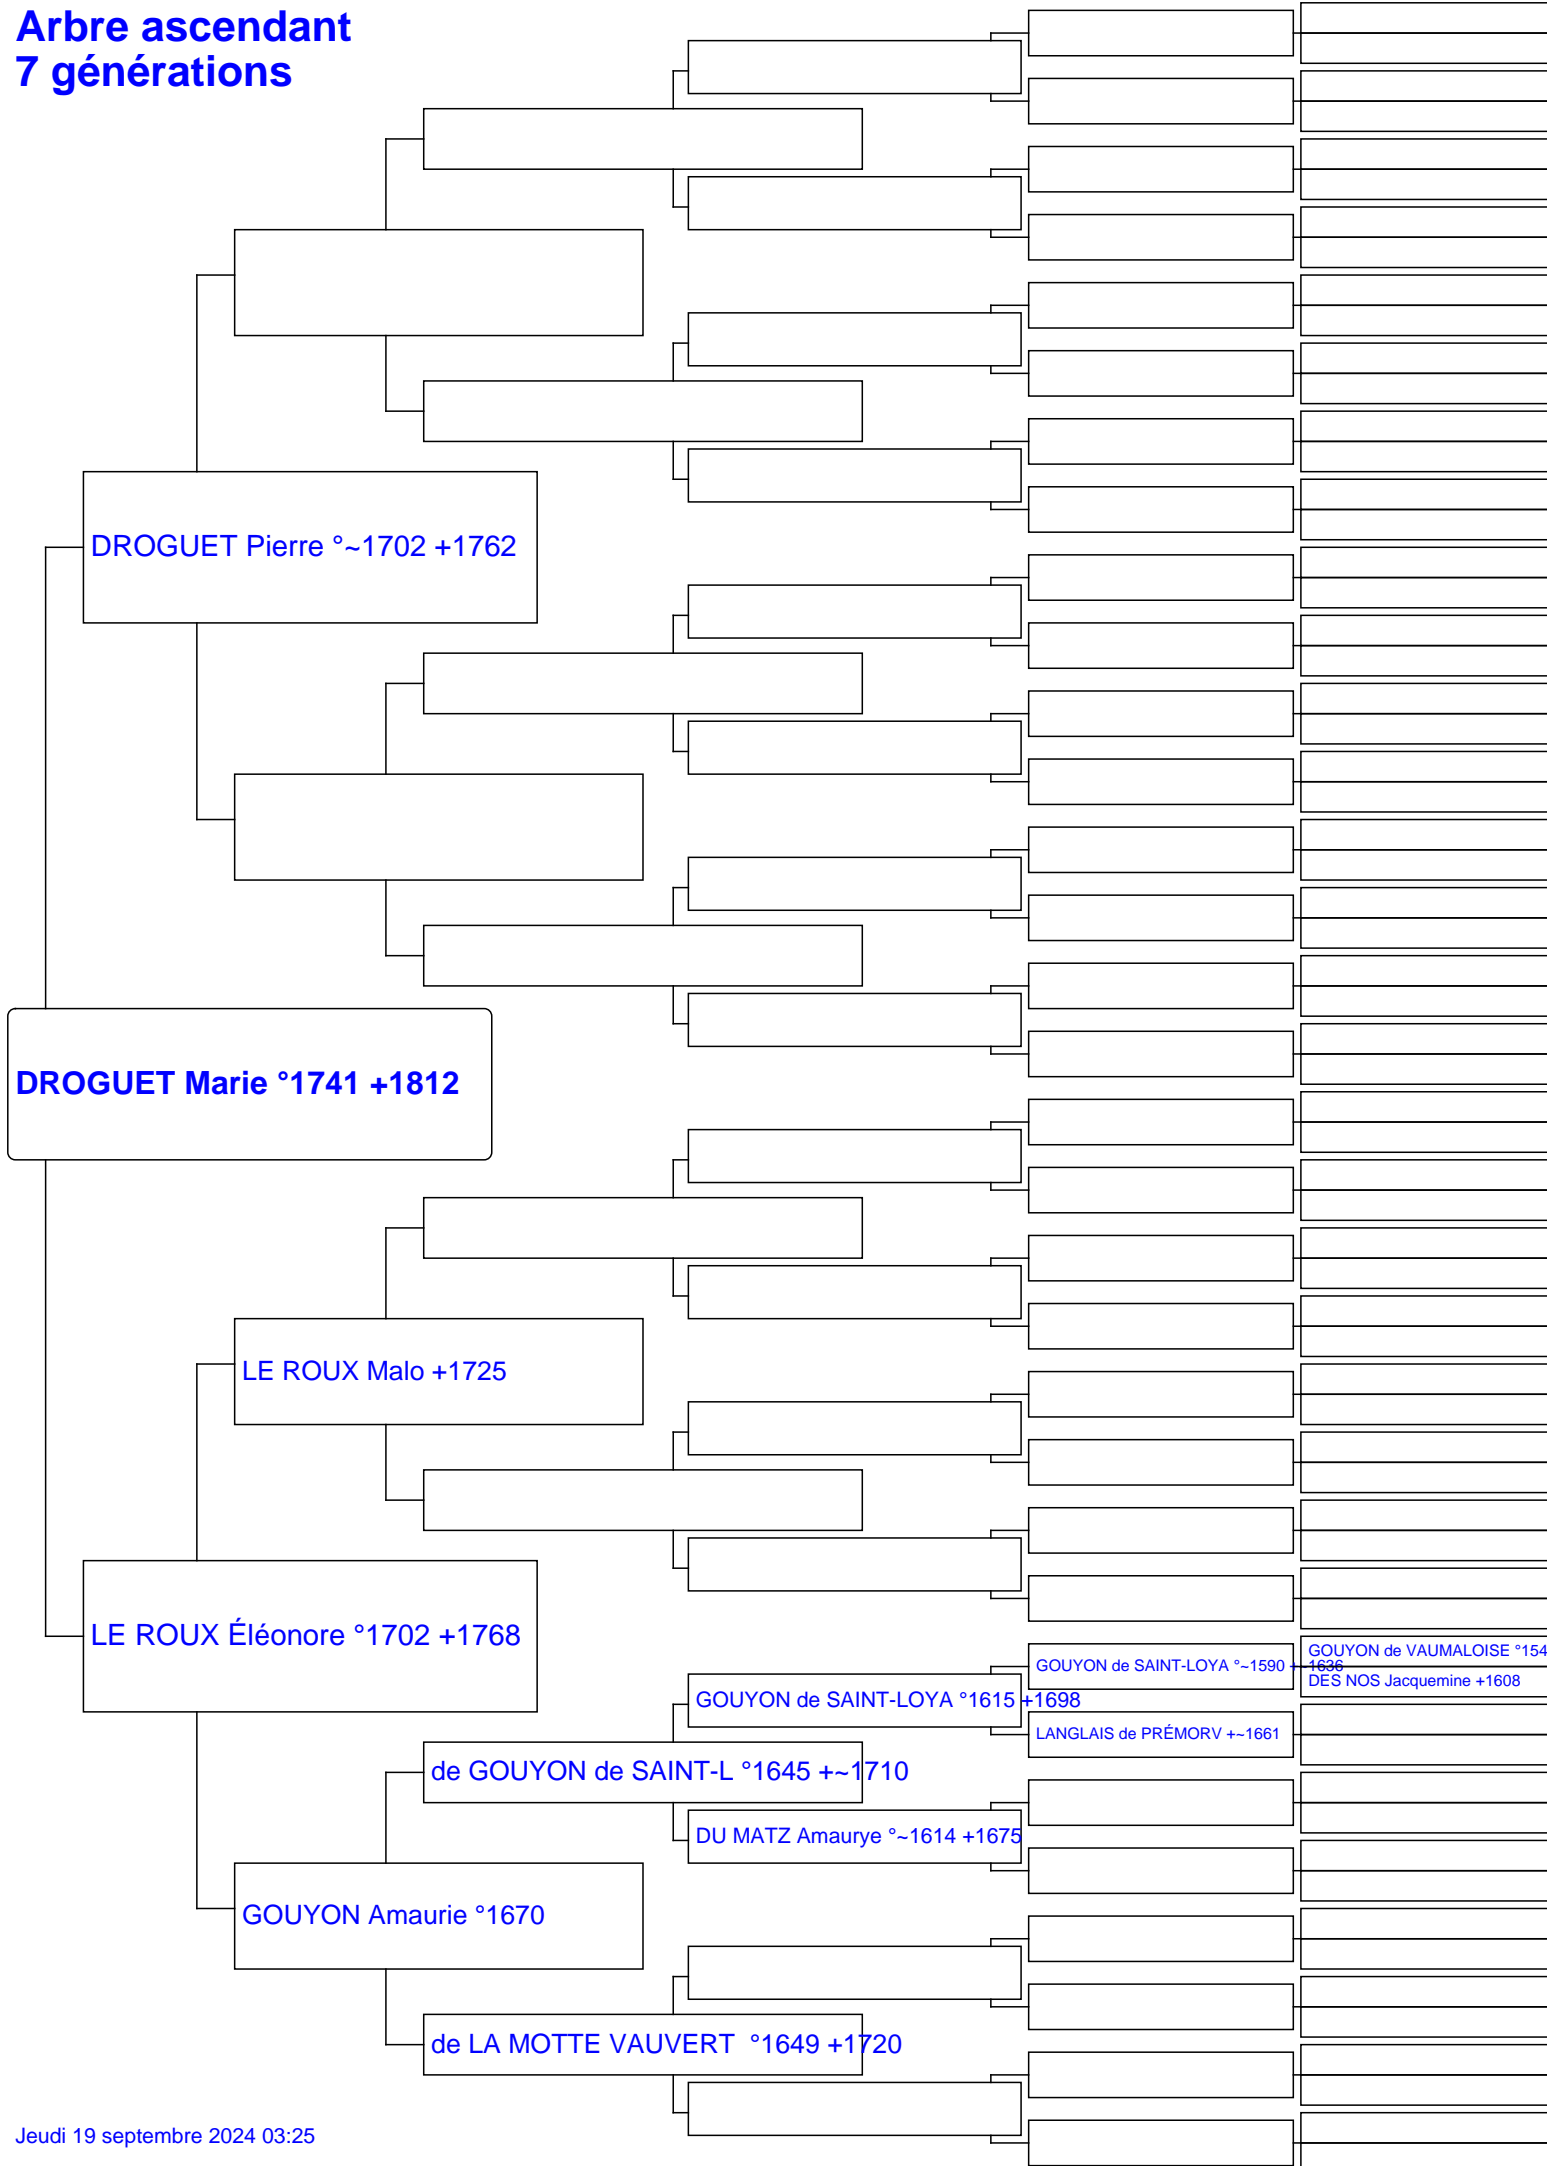 Arbre ascendant
7 générations
DROGUET Pierre °~1702 +1762
DROGUET Marie °1741 +1812
LE ROUX Malo +1725
LE ROUX Éléonore °1702 +1768
GOUYON de VAUMALOISE °154
GOUYON de SAINT-LOYA °~1590 +~1636
DES NOS Jacquemine +1608
GOUYON de SAINT-LOYA °1615 +1698
LANGLAIS de PRÉMORV +~1661
de GOUYON de SAINT-L °1645 +~1710
DU MATZ Amaurye °~1614 +1675
GOUYON Amaurie °1670
de LA MOTTE VAUVERT °1649 +1720
Jeudi 19 septembre 2024 03:25